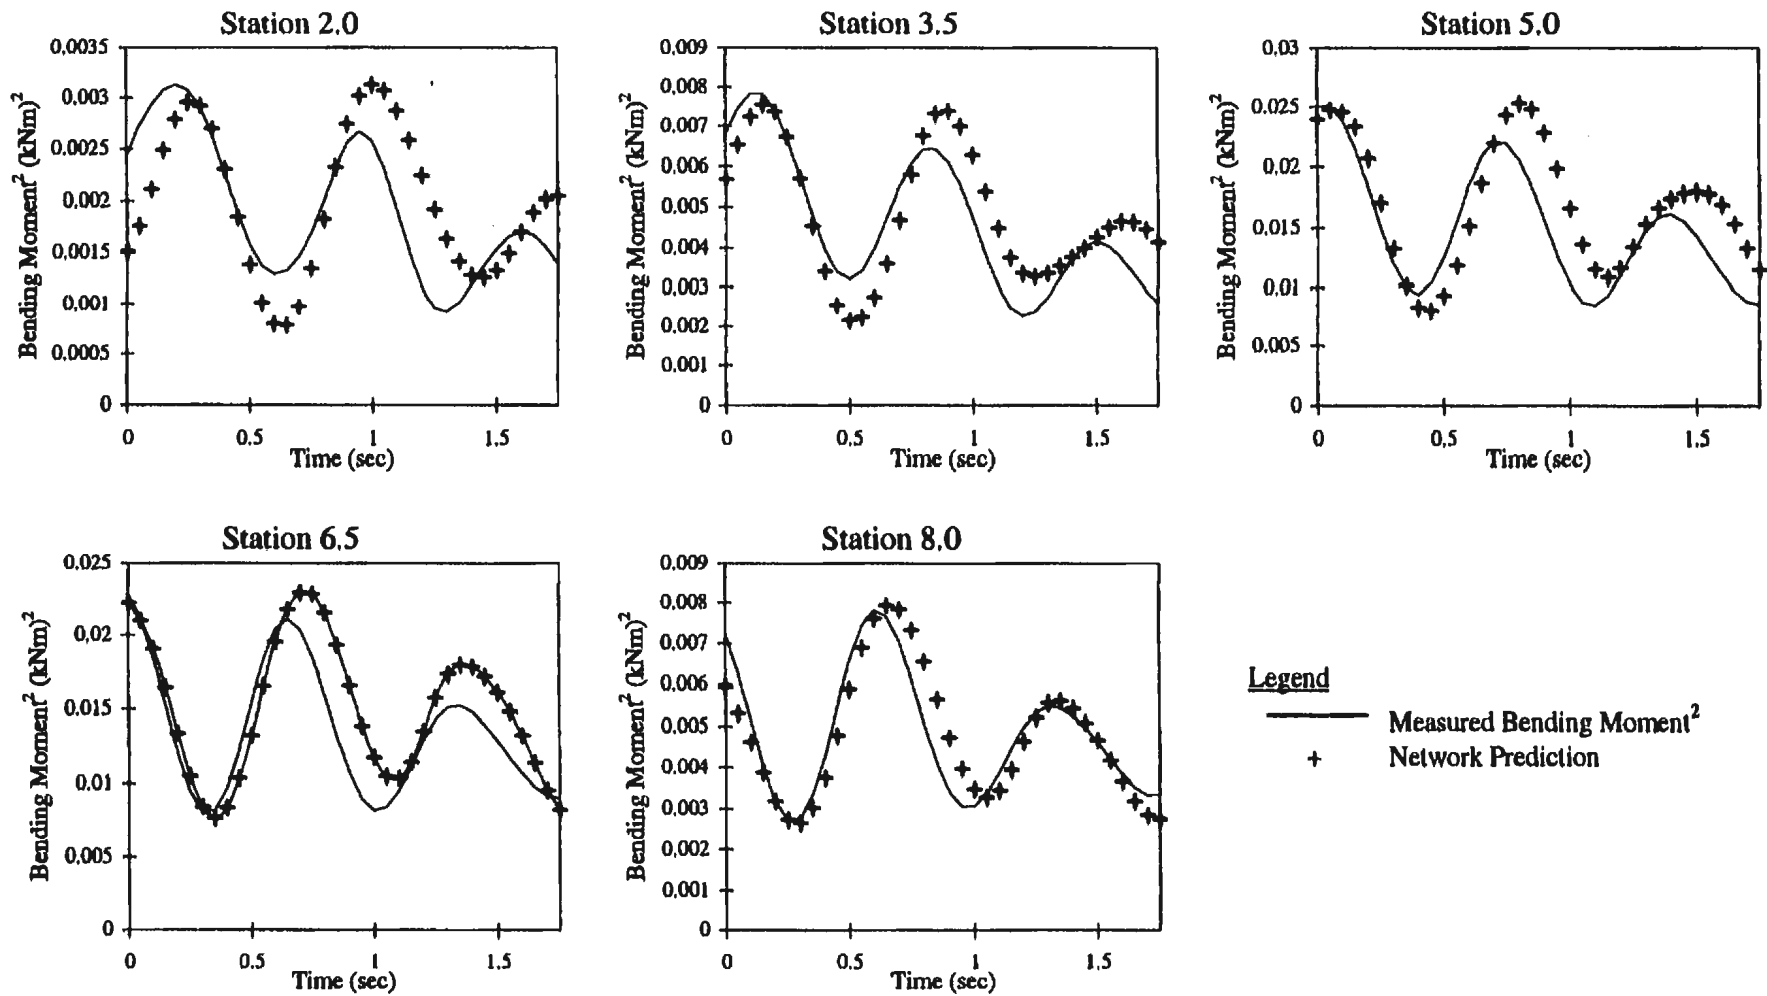 Station 2.0
Bending Moment² (kNm)²
0.0035
0.003
0.0025
0.002
0.0015
0.001
0.0005
0
0 0.5 1 1.5
Time (sec)
Station 3.5
Bending Moment² (kNm)²
0.009
0.008
0.007
0.006
0.005
0.004
0.003
0.002
0.001
0
0 0.5 1 1.5
Time (sec)
Station 5.0
Bending Moment² (kNm)²
0.03
0.025
0.02
0.015
0.01
0.005
0
0 0.5 1 1.5
Time (sec)
Station 6.5
Bending Moment² (kNm)²
0.025
0.02
0.015
0.01
0.005
0
0 0.5 1 1.5
Time (sec)
Station 8.0
Bending Moment² (kNm)²
0.009
0.008
0.007
0.006
0.005
0.004
0.003
0.002
0.001
0
0 0.5 1 1.5
Time (sec)
Legend
Measured Bending Moment²
Network Prediction